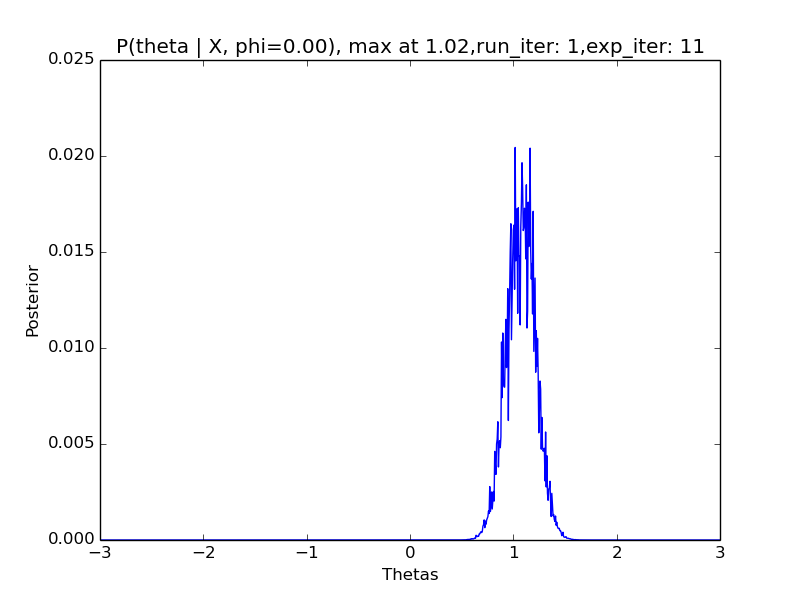 P(theta | X, phi=0.00), max at 1.02,run_iter: 1,exp_iter: 11
0.025
0.020
0.015
0.010
0.005
0.000
Posterior
−3 −2 −1 0 1 2 3
Thetas